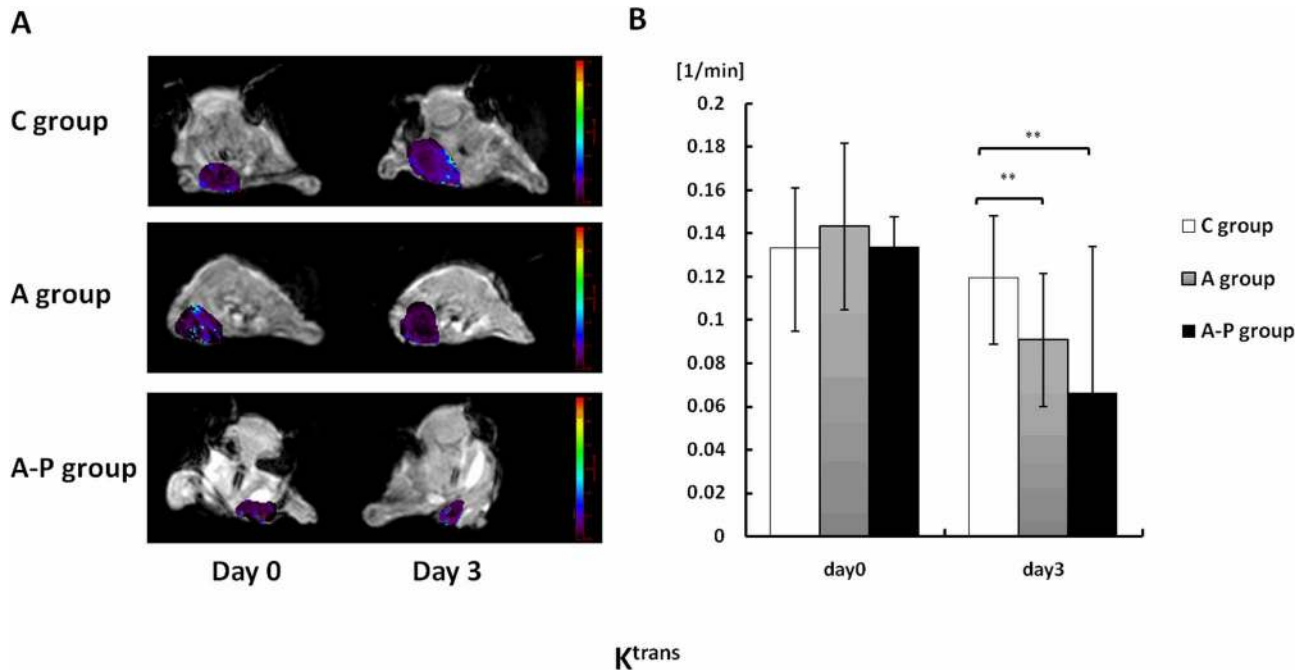 A
C group
A group
A-P group
Day 0
Day 3
B
[1/min]
0.2
0.18
0.16
0.14
0.12
0.1
0.08
0.06
0.04
0.02
0
**
**
day0
day3
C group
A group
A-P group
Ktrans